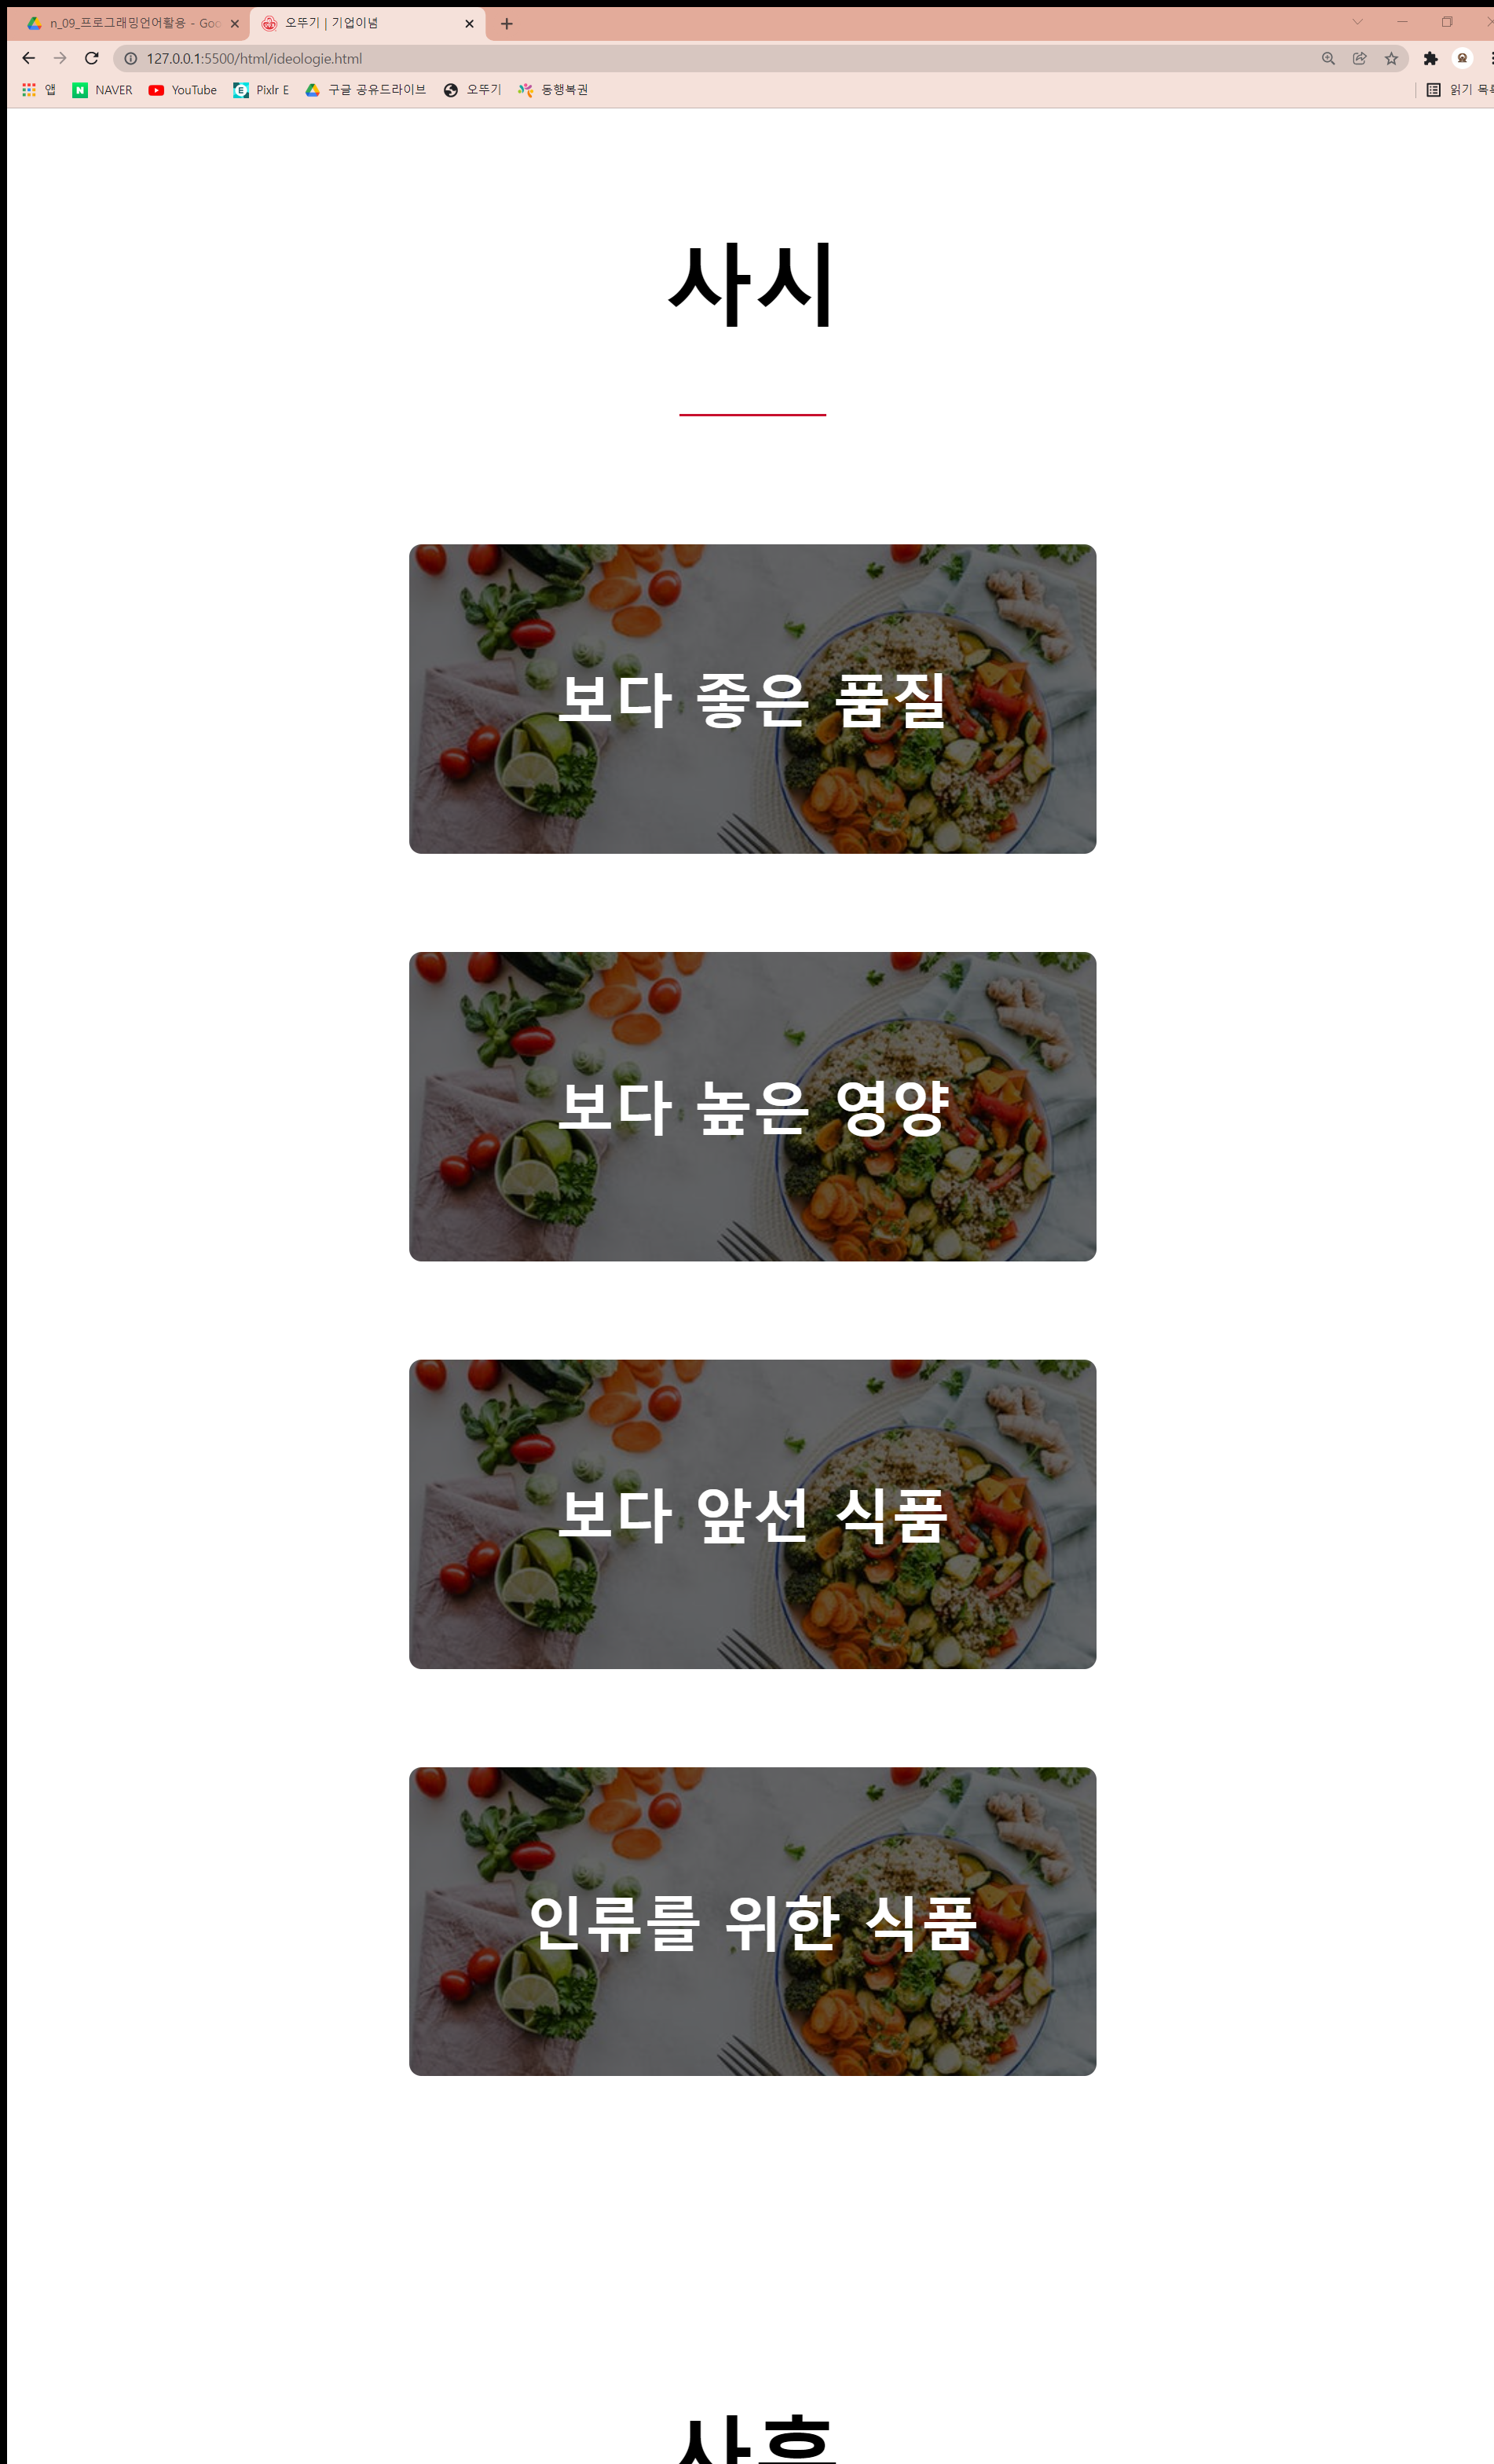 n_09_프로그래밍언어활용 - Goo
오뚜기 | 기업이념
127.0.0.1:5500/html/ideologie.html
앱 NAVER YouTube Pixlr E 구글 공유드라이브 오뚜기 동행복권 읽기 목록
사시
보다 좋은 품질
보다 높은 영양
보다 앞선 식품
인류를 위한 식품